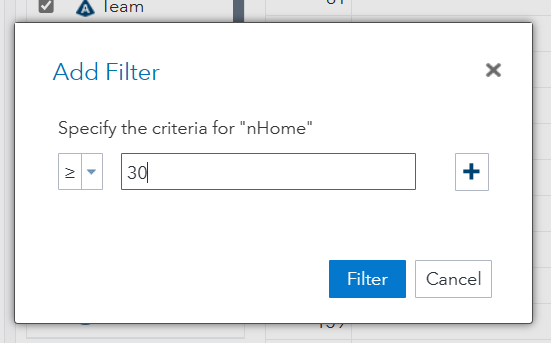 Team
Add Filter
Specify the criteria for "nHome"
≥ 30
Filter Cancel